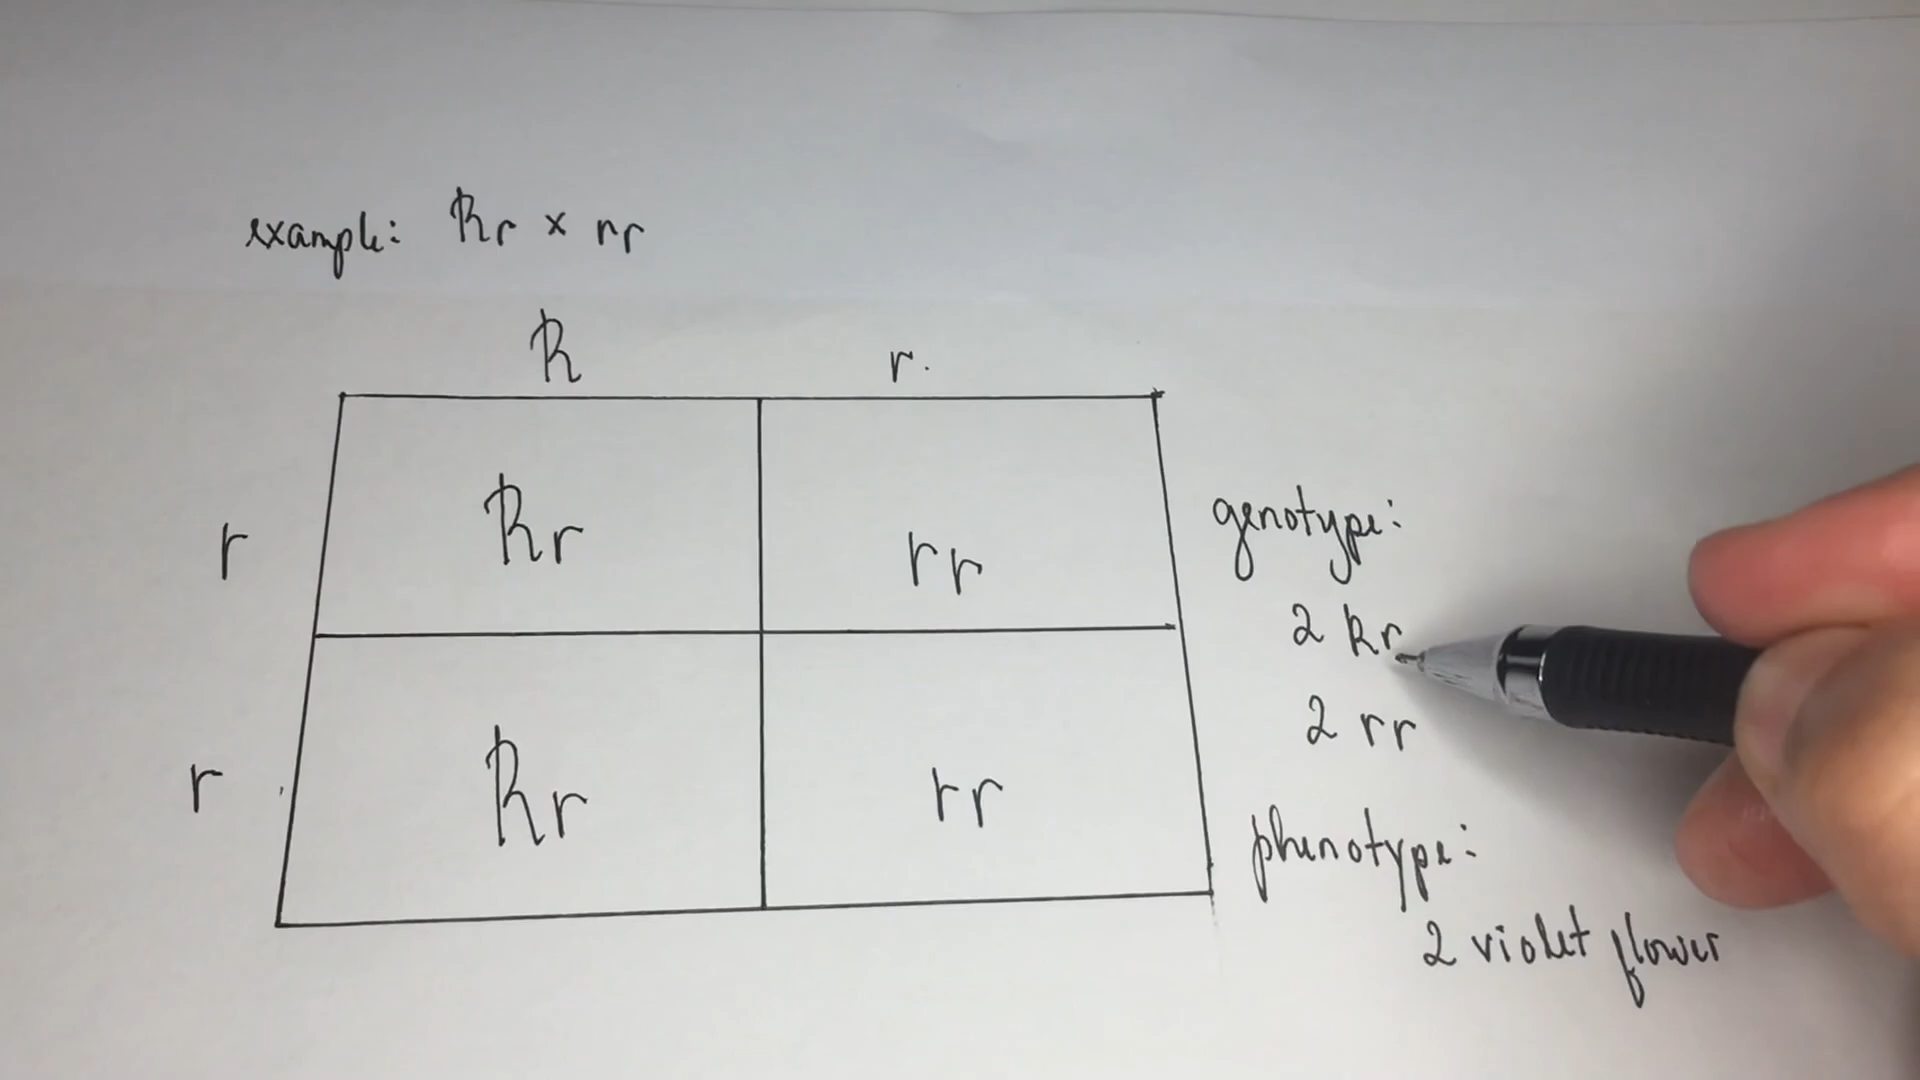 example: Rr x rr
R r.
r Rr rr
r Rr rr
genotype:
2 Rr
2 rr
phenotype:
2 violet flower